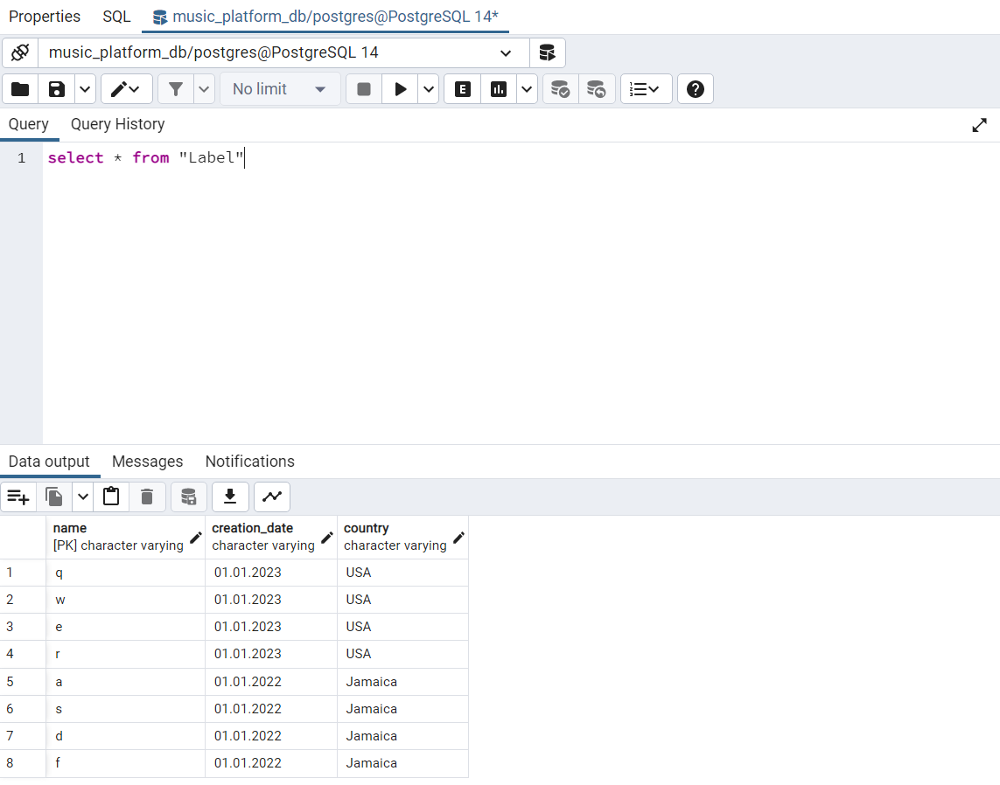 Properties SQL music_platform_db/postgres@PostgreSQL 14*
music_platform_db/postgres@PostgreSQL 14
No limit E
Query Query History
1 select * from "Label"
Data output Messages Notifications
name creation_date country
[PK] character varying character varying character varying
1 q 01.01.2023 USA
2 w 01.01.2023 USA
3 e 01.01.2023 USA
4 r 01.01.2023 USA
5 a 01.01.2022 Jamaica
6 s 01.01.2022 Jamaica
7 d 01.01.2022 Jamaica
8 f 01.01.2022 Jamaica